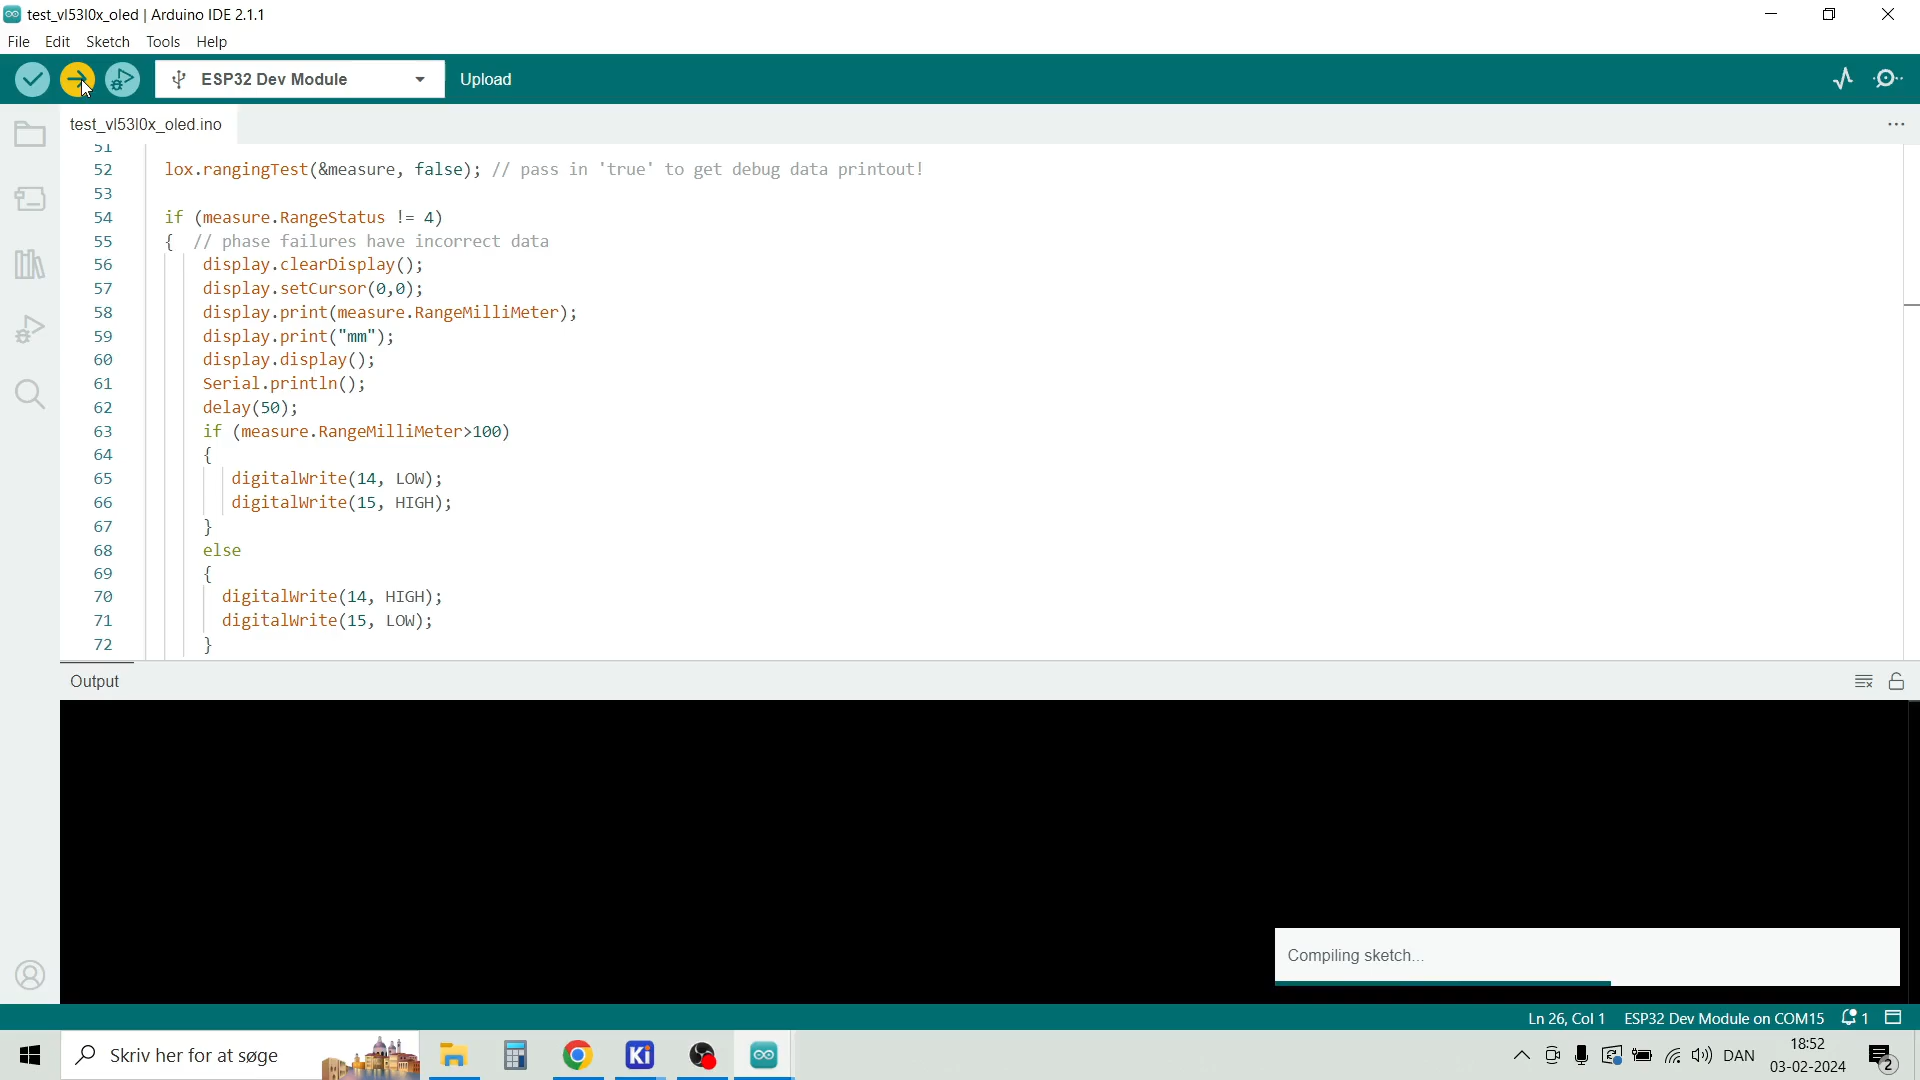 test_vl53l0x_oled | Arduino IDE 2.1.1
File Edit Sketch Tools Help
ESP32 Dev Module Upload
test_vl53l0x_oled.ino
51
52 lox.rangingTest(&measure, false); // pass in 'true' to get debug data printout!
53
54 if (measure.RangeStatus != 4)
55 { // phase failures have incorrect data
56 display.clearDisplay();
57 display.setCursor(0,0);
58 display.print(measure.RangeMilliMeter);
59 display.print("mm");
60 display.display();
61 Serial.println();
62 delay(50);
63 if (measure.RangeMilliMeter>100)
64 {
65 digitalWrite(14, LOW);
66 digitalWrite(15, HIGH);
67 }
68 else
69 {
70 digitalWrite(14, HIGH);
71 digitalWrite(15, LOW);
72 }
Output
Compiling sketch...
Ln 26, Col 1 ESP32 Dev Module on COM15 1
Skriv her for at søge Ki DAN 18:52
03-02-2024 2